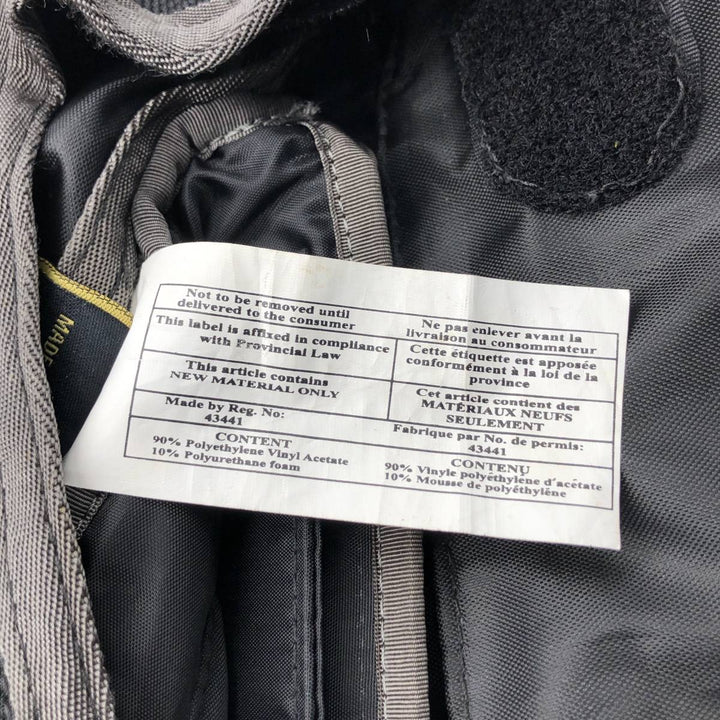 Not to be removed until
delivered to the consumer
This label is affixed in compliance
with Provincial Law
This article contains
NEW MATERIAL ONLY
Made by Reg. No:
43441
CONTENT
90% Polyethylene Vinyl Acetate
10% Polyurethane foam
Ne pas enlever avant la
livraison au consommateur
Cette étiquette est apposée
conformément à la loi de la
province
Cet article contient des
MATÉRIAUX NEUFS
SEULEMENT
Fabrique par No. de permis:
43441
CONTENU
90% Vinyle polyéthylène d'acétate
10% Mousse de polyéthylène
MADE